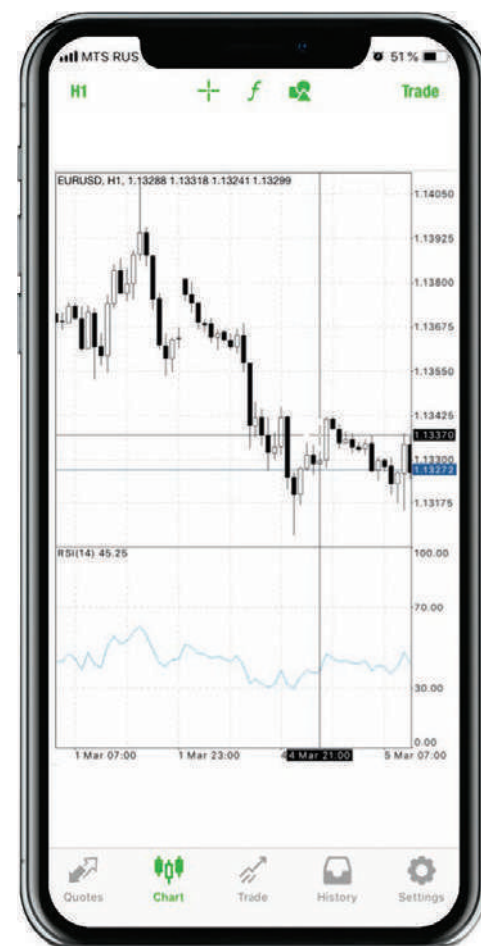 MTS RUS 51 %
H1 f Trade
EURUSD, H1, 1.13288 1.13318 1.13241 1.13299
1.14050
1.13925
1.13800
1.13675
1.13550
1.13425
1.13370
1.13300
1.13272
1.13175
RSI(14) 45.25
100.00
70.00
30.00
0.00
1 Mar 07:00 1 Mar 23:00 4 4 Mar 21:00 5 Mar 07:00
Quotes Chart Trade History Settings